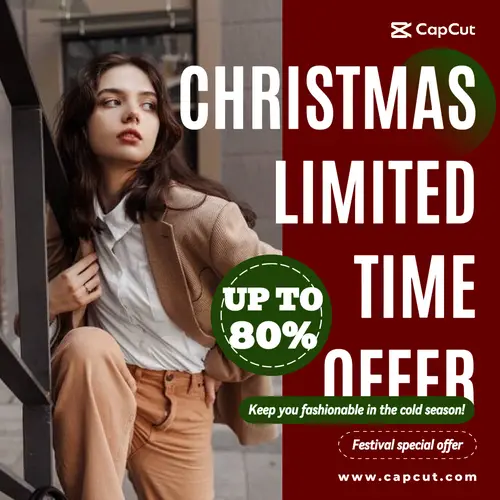 CapCut
CHRISTMAS
LIMITED
TIME
OFFER
UP TO
80%
Keep you fashionable in the cold season!
Festival special offer
www.capcut.com